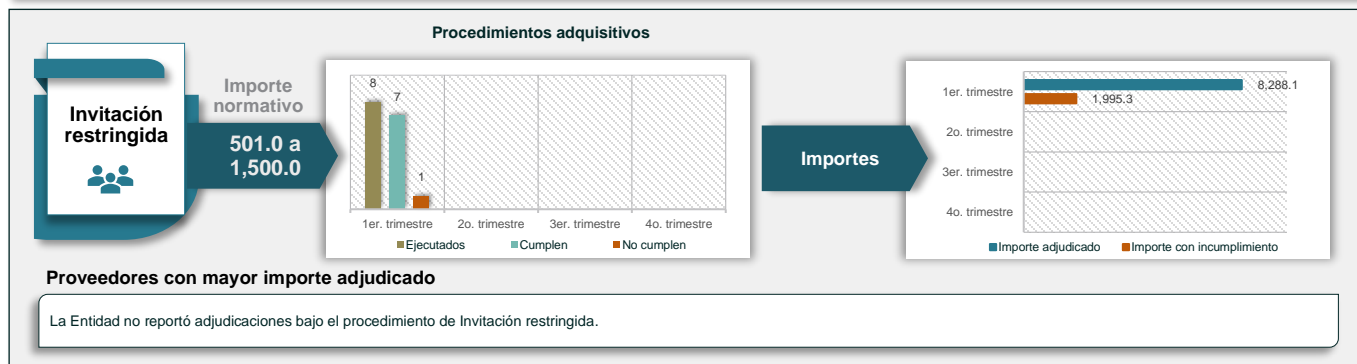 Procedimientos adquisitivos
Invitación
restringida
Importe
normativo
501.0 a
1,500.0
8
7
1
1er. trimestre
2o. trimestre
3er. trimestre
4o. trimestre
Ejecutados
Cumplen
No cumplen
Importes
1er. trimestre
2o. trimestre
3er. trimestre
4o. trimestre
8,288.1
1,995.3
Importe adjudicado
Importe con incumplimiento
Proveedores con mayor importe adjudicado
La Entidad no reportó adjudicaciones bajo el procedimiento de Invitación restringida.